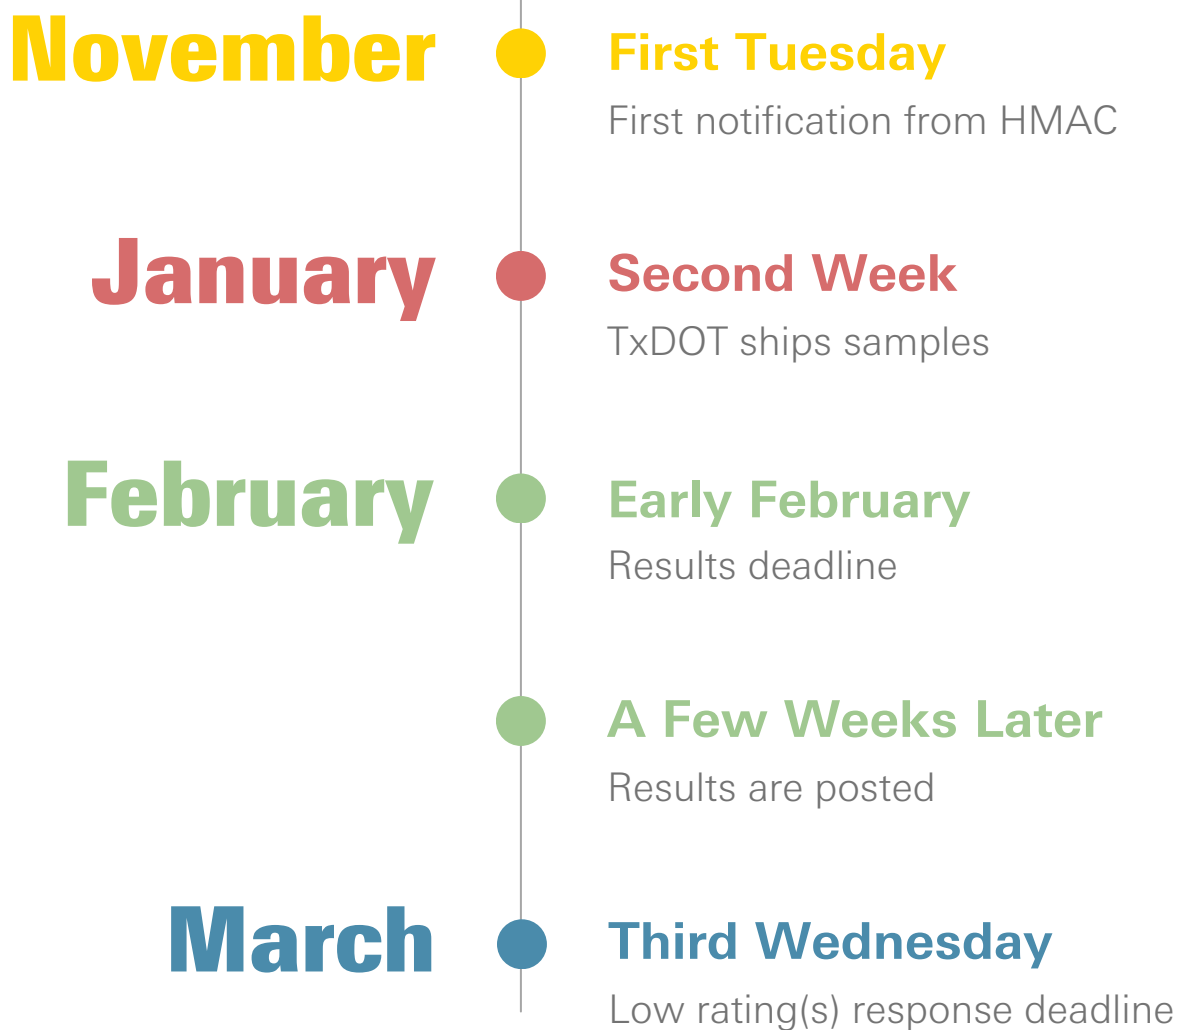 November
First Tuesday
First notification from HMAC
January
Second Week
TxDOT ships samples
February
Early February
Results deadline
A Few Weeks Later
Results are posted
March
Third Wednesday
Low rating(s) response deadline